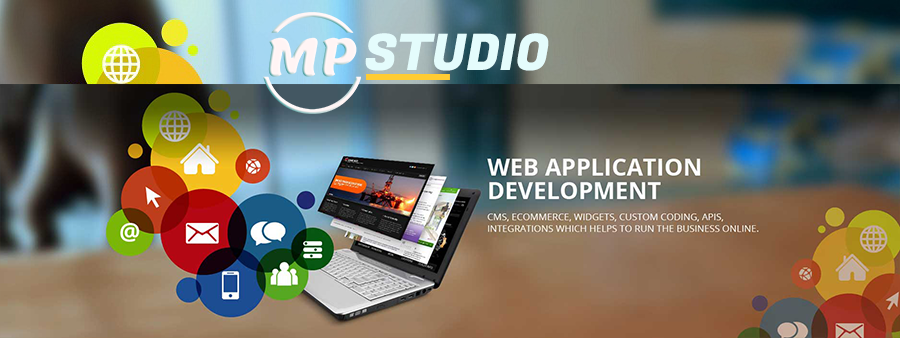 MP STUDIO
WEB APPLICATION
DEVELOPMENT
CMS, ECOMMERCE, WIDGETS, CUSTOM CODING, APIS,
INTEGRATIONS WHICH HELPS TO RUN THE BUSINESS ONLINE.
@